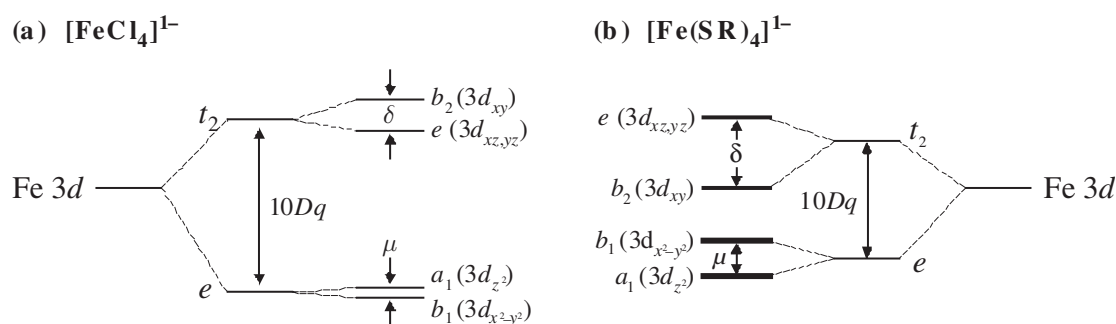 (a) [FeCl₄]¹⁻
b₂(3dxy)
δ
t₂
e (3dxz,yz)
Fe 3d
10Dq
μ
a₁(3dz²)
e
b₁(3dx²–y²)
(b) [Fe(SR)₄]¹⁻
e (3dxz,yz)
t₂
δ
b₂(3dxy)
10Dq
Fe 3d
b₁(3dx²–y²)
μ
e
a₁(3dz²)